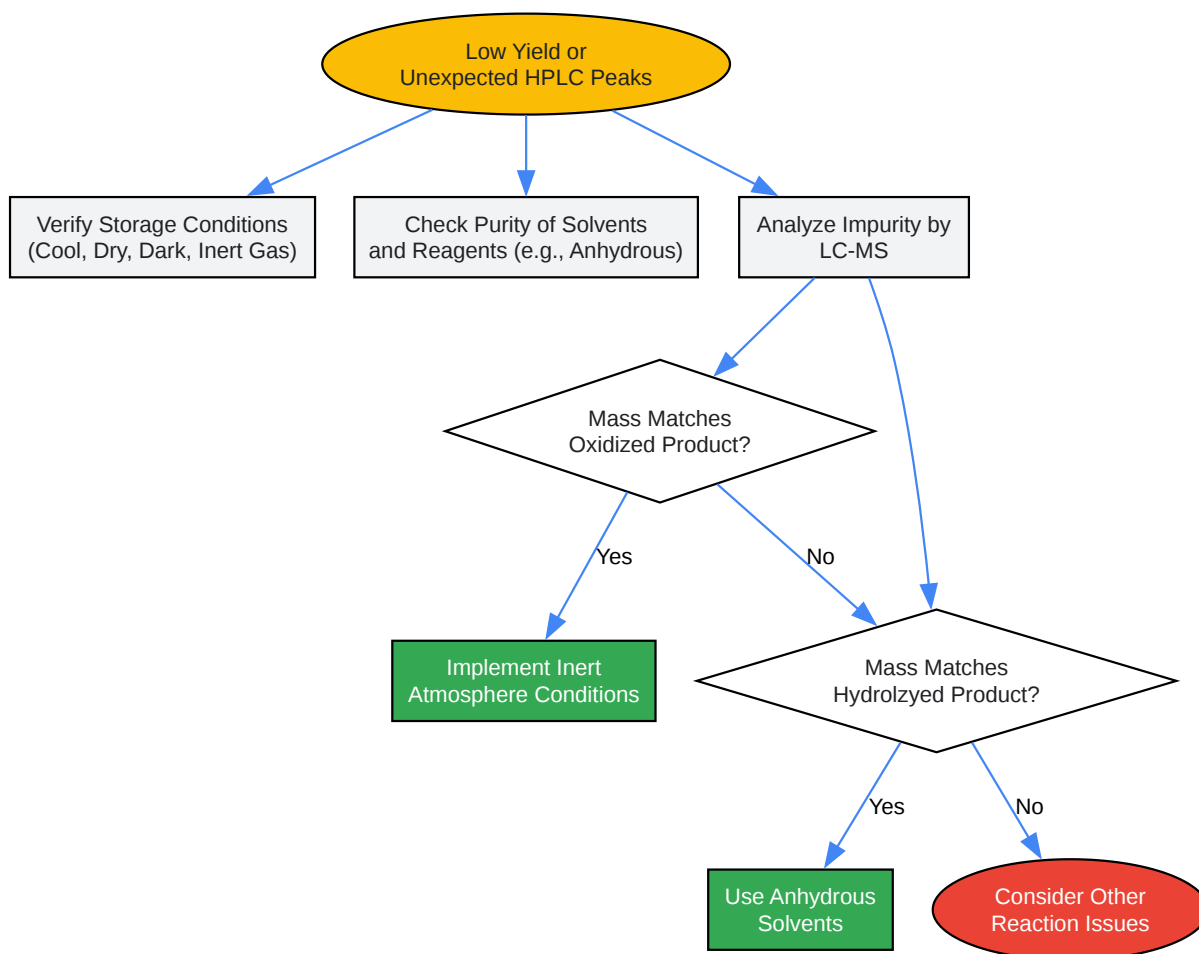 Low Yield or
Unexpected HPLC Peaks
Verify Storage Conditions
(Cool, Dry, Dark, Inert Gas)
Check Purity of Solvents
and Reagents (e.g., Anhydrous)
Analyze Impurity by
LC-MS
Mass Matches
Oxidized Product?
Yes
No
Implement Inert
Atmosphere Conditions
Mass Matches
Hydrolzyed Product?
Yes
No
Use Anhydrous
Solvents
Consider Other
Reaction Issues